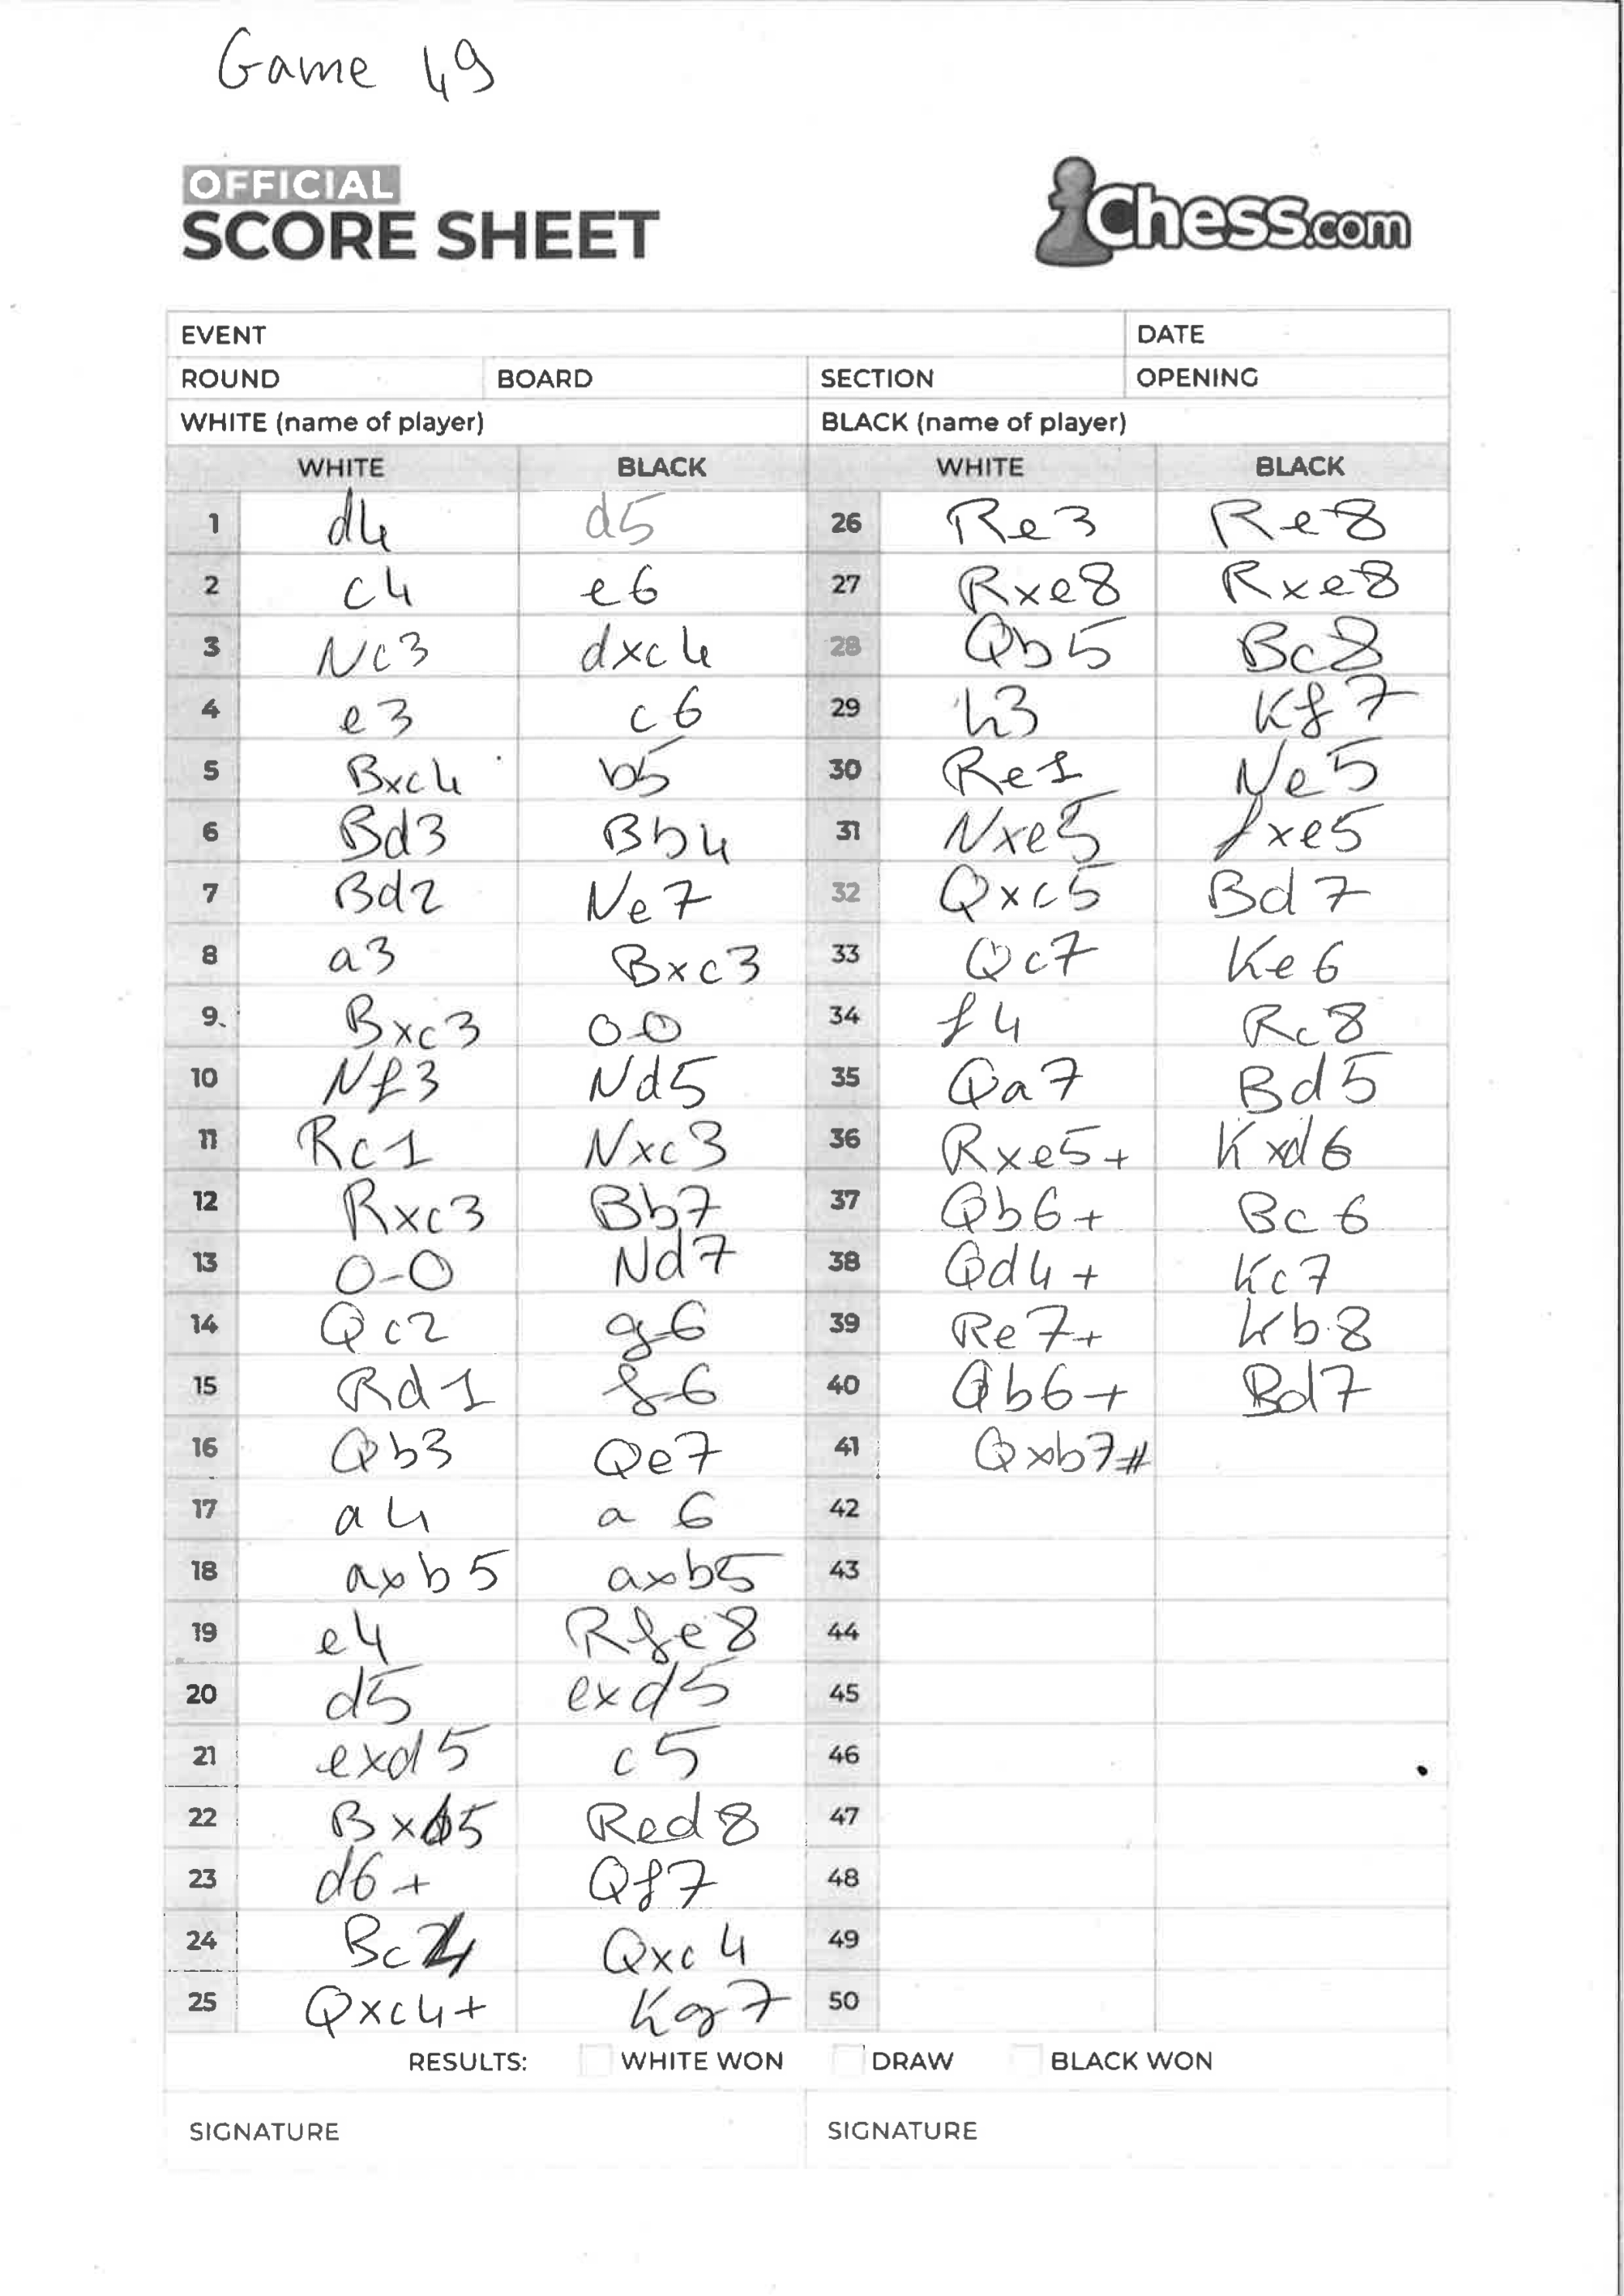 Game 49
OFFICIAL
SCORE SHEET
Chess.com
EVENT DATE
ROUND BOARD SECTION OPENING
WHITE (name of player) BLACK (name of player)
WHITE BLACK WHITE BLACK
1 d4 d5 26 Re3 Re8
2 c4 e6 27 Rxe8 Rxe8
3 Nc3 dxc4 28 Qb5 Bc8
4 e3 c6 29 h3 Kf7
5 Bxc4 b5 30 Re1 Ne5
6 Bd3 Bb4 31 Nxe5 fxe5
7 Bd2 Ne7 32 Qxc5 Bd7
8 a3 Bxc3 33 Qc7 Ke6
9 Bxc3 0-0 34 f4 Rc8
10 Nf3 Nd5 35 Qa7 Bd5
11 Rc1 Nxc3 36 Rxe5+ Kxd6
12 Rxc3 Bb7 37 Qb6+ Bc6
13 0-0 Nd7 38 Qd4+ Kc7
14 Qc2 g6 39 Re7+ Kb8
15 Rd1 f6 40 Qb6+ Bd7
16 Qb3 Qe7 41 Qxb7#
17 a4 a6 42
18 axb5 axb5 43
19 e4 Rfe8 44
20 d5 exd5 45
21 exd5 c5 46
22 Bxb5 Red8 47
23 d6+ Qf7 48
24 Bc4 Qxc4 49
25 Qxc4+ Kg7 50
RESULTS: WHITE WON DRAW BLACK WON
SIGNATURE SIGNATURE